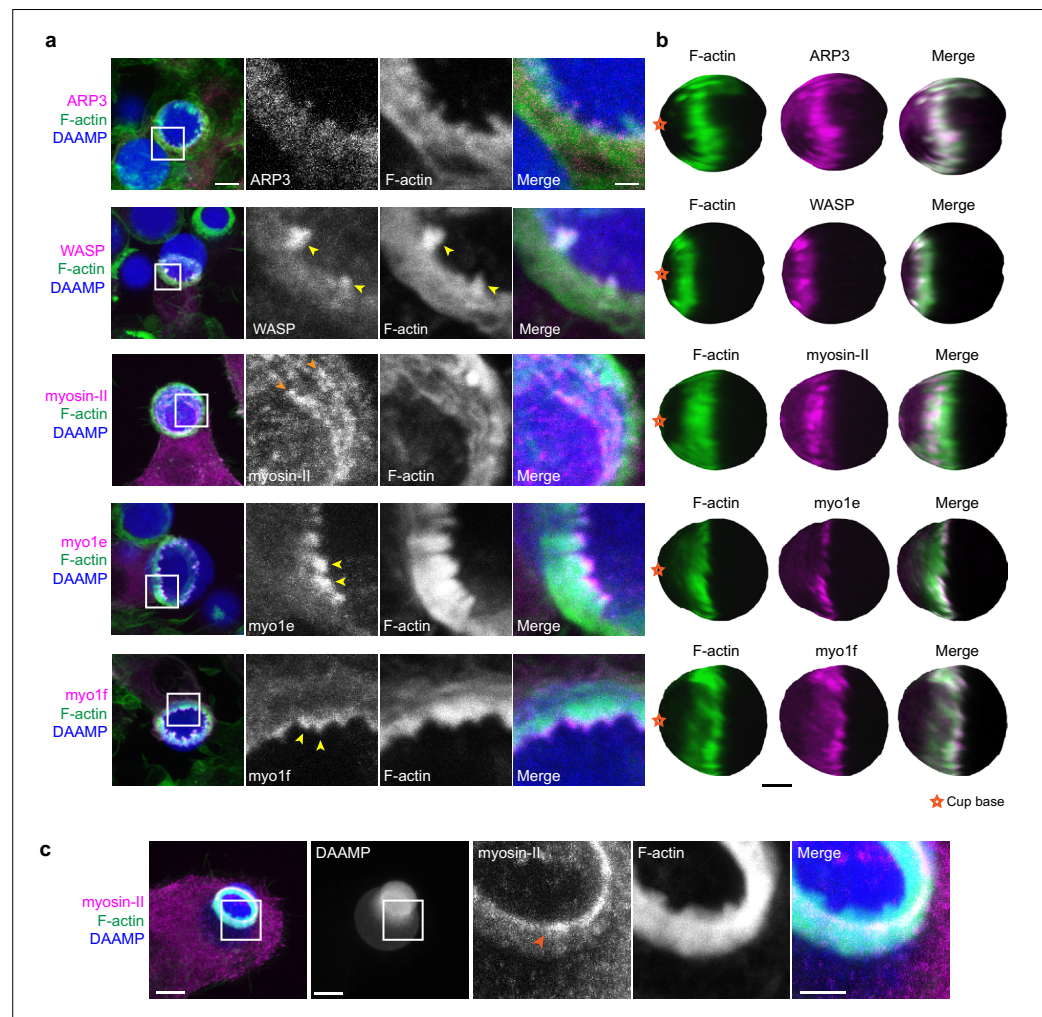 a
ARP3
F-actin
DAAMP
ARP3
F-actin
Merge
WASP
F-actin
DAAMP
WASP
F-actin
Merge
myosin-II
F-actin
DAAMP
myosin-II
F-actin
Merge
myo1e
F-actin
DAAMP
myo1e
F-actin
Merge
myo1f
F-actin
DAAMP
myo1f
F-actin
Merge
b
F-actin
ARP3
Merge
F-actin
WASP
Merge
F-actin
myosin-II
Merge
F-actin
myo1e
Merge
F-actin
myo1f
Merge
Cup base
c
myosin-II
F-actin
DAAMP
DAAMP
myosin-II
F-actin
Merge